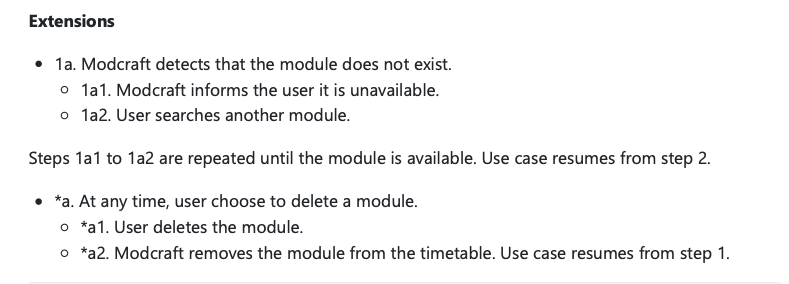 Extensions
1a. Modcraft detects that the module does not exist.
1a1. Modcraft informs the user it is unavailable.
1a2. User searches another module.
Steps 1a1 to 1a2 are repeated until the module is available. Use case resumes from step 2.
*a. At any time, user choose to delete a module.
*a1. User deletes the module.
*a2. Modcraft removes the module from the timetable. Use case resumes from step 1.